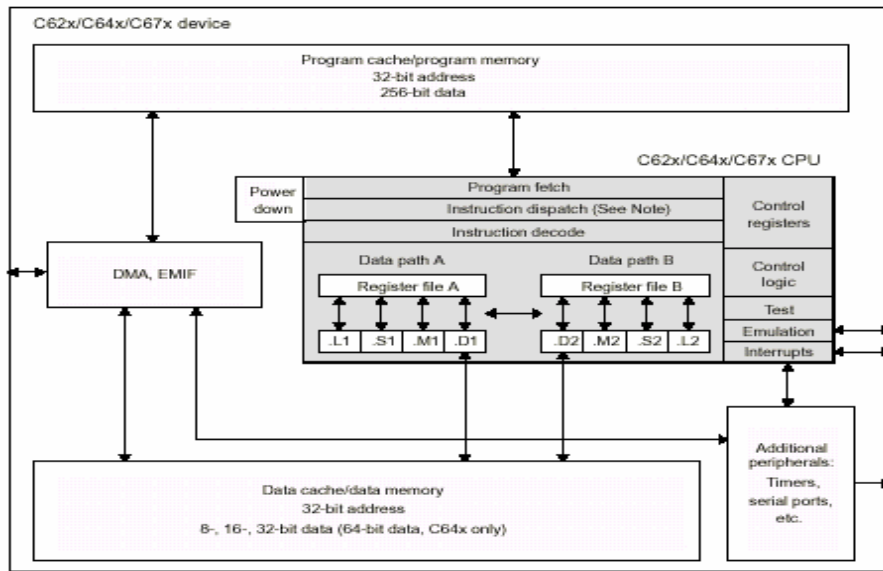 C62x/C64x/C67x device
Program cache/program memory
32-bit address
256-bit data
C62x/C64x/C67x CPU
Power
down
Program fetch
Instruction dispatch (See Note)
Instruction decode
Control
registers
DMA, EMIF
Data path A
Data path B
Register file A
Register file B
Control
logic
Test
Emulation
Interrupts
.L1 .S1 .M1 .D1
.D2 .M2 .S2 .L2
Data cache/data memory
32-bit address
8-, 16-, 32-bit data (64-bit data, C64x only)
Additional
peripherals:
Timers,
serial ports,
etc.